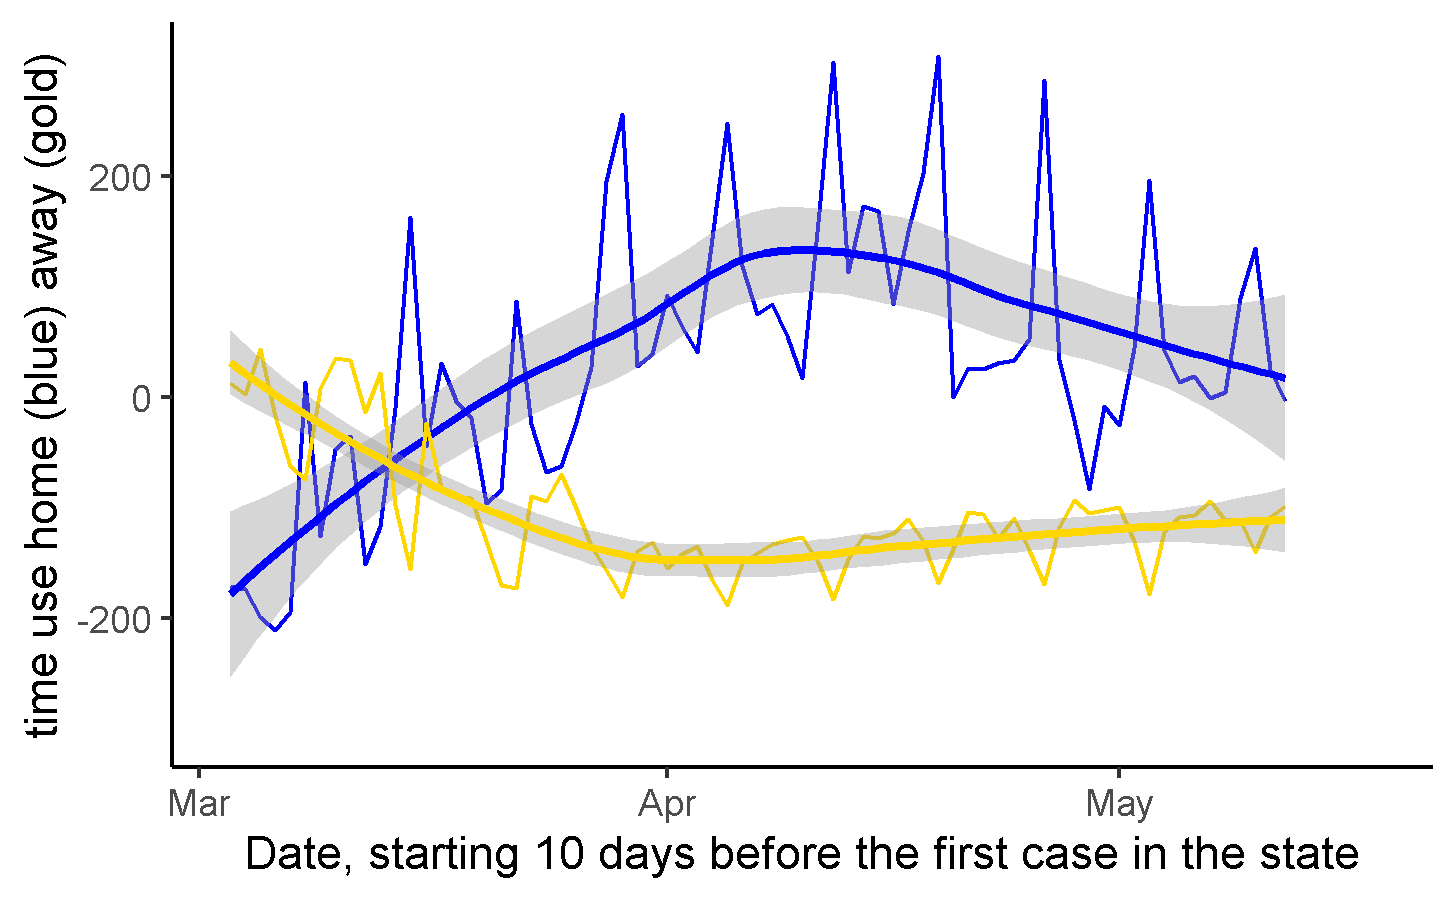 time use home (blue) away (gold)
200
0
-200
Mar
Apr
May
Date, starting 10 days before the first case in the state